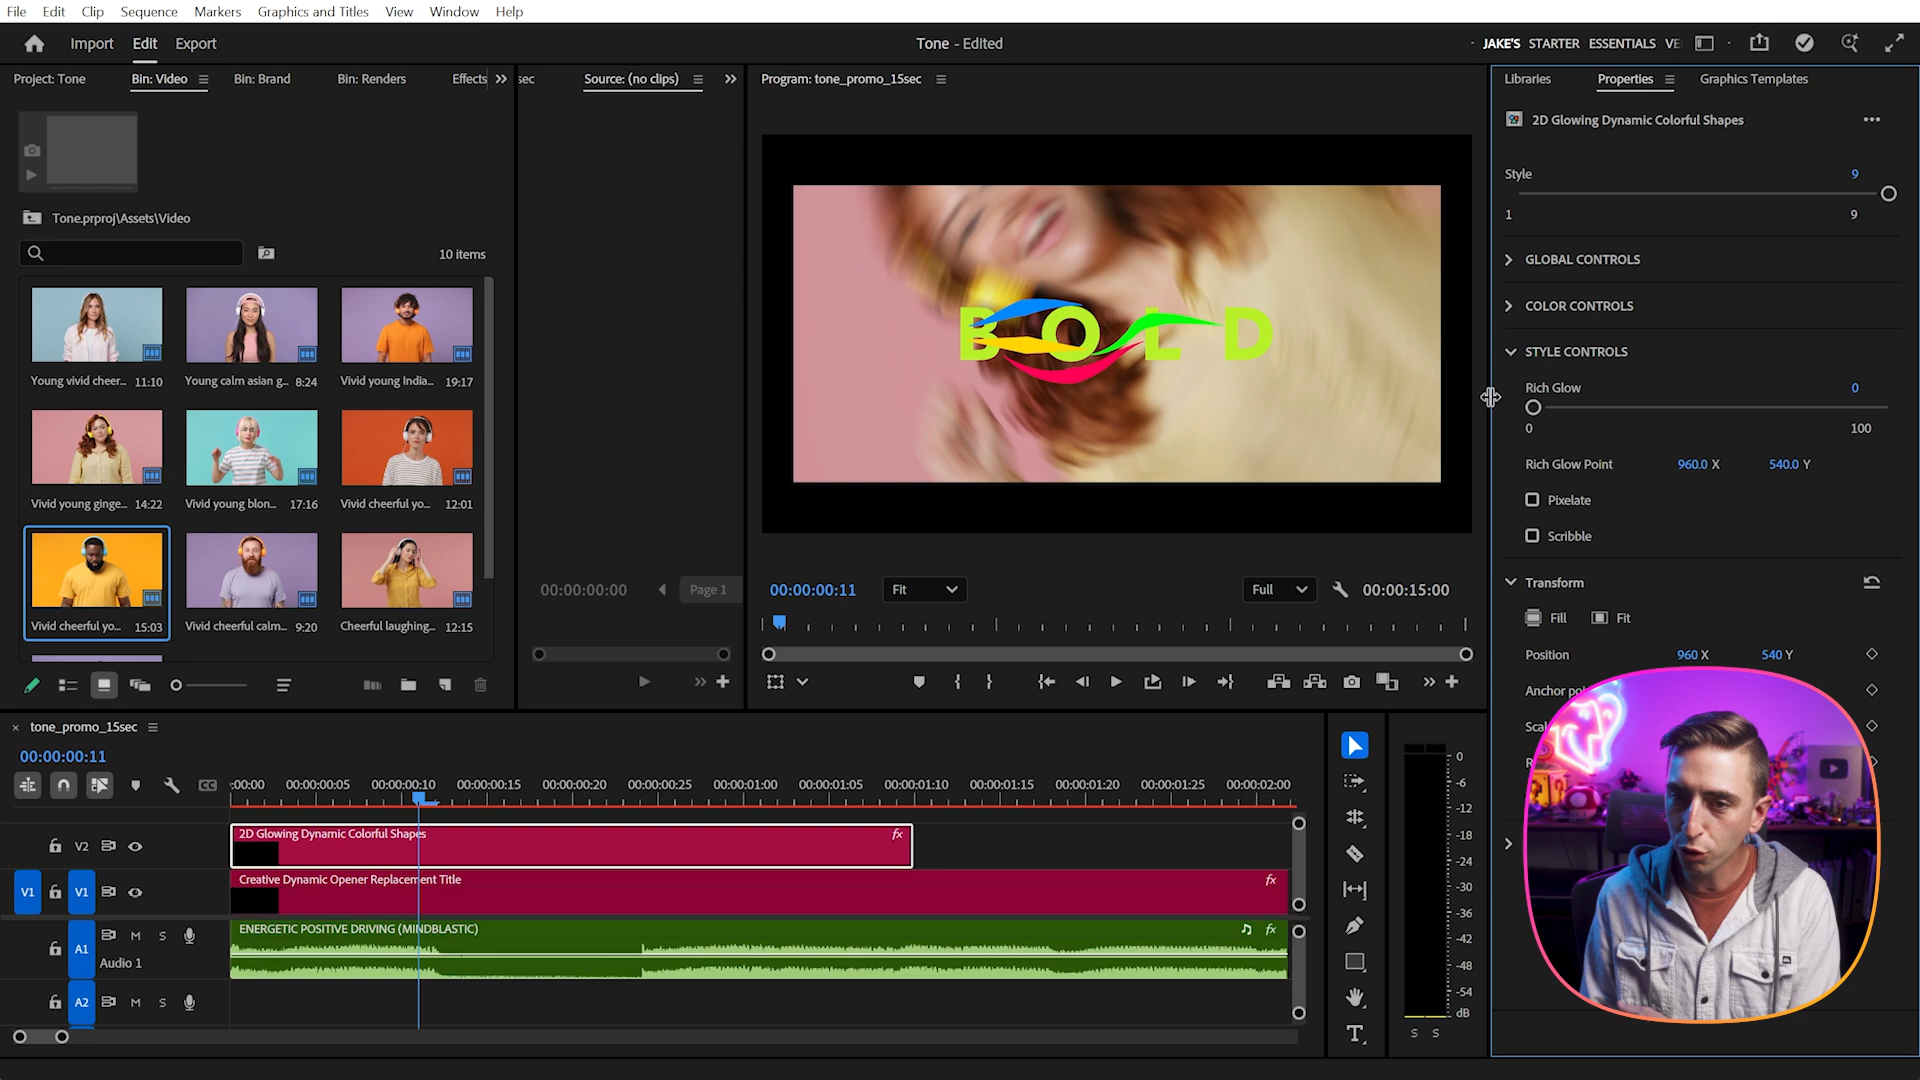 File Edit Clip Sequence Markers Graphics and Titles View Window Help
Import Edit Export
Tone - Edited
JAKE'S STARTER ESSENTIALS VE
Project: Tone Bin: Video Bin: Brand Bin: Renders Effects
sec Source: (no clips)
Program: tone_promo_15sec
Libraries Properties Graphics Templates
2D Glowing Dynamic Colorful Shapes
Style 9
1 9
GLOBAL CONTROLS
COLOR CONTROLS
STYLE CONTROLS
Rich Glow 0
0 100
Rich Glow Point 960.0 X 540.0 Y
Pixelate
Scribble
Transform
Fill Fit
Position 960 X 540 Y
Tone.prproj\Assets\Video
10 items
Young vivid cheer... 11:10
Young calm asian g... 8:24
Vivid young India... 19:17
Vivid young ginge... 14:22
Vivid young blon... 17:16
Vivid cheerful yo... 12:01
Vivid cheerful yo... 15:03
Vivid cheerful calm... 9:20
Cheerful laughing... 12:15
00:00:00:00 Page 1
BOLD
00:00:00:11 Fit Full 00:00:15:00
tone_promo_15sec
00:00:00:11
:00:00 00:00:00:05 00:00:00:10 00:00:00:15 00:00:00:20 00:00:00:25 00:00:01:00 00:00:01:05 00:00:01:10 00:00:01:15 00:00:01:20 00:00:01:25 00:00:02:00
CC
V2
2D Glowing Dynamic Colorful Shapes fx
V1 V1
Creative Dynamic Opener Replacement Title fx
A1 M S
Audio 1
ENERGETIC POSITIVE DRIVING (MINDBLASTIC) fx
A2 M S
0
-6
-12
-18
-24
-30
-36
-42
-48
-54
dB
S S